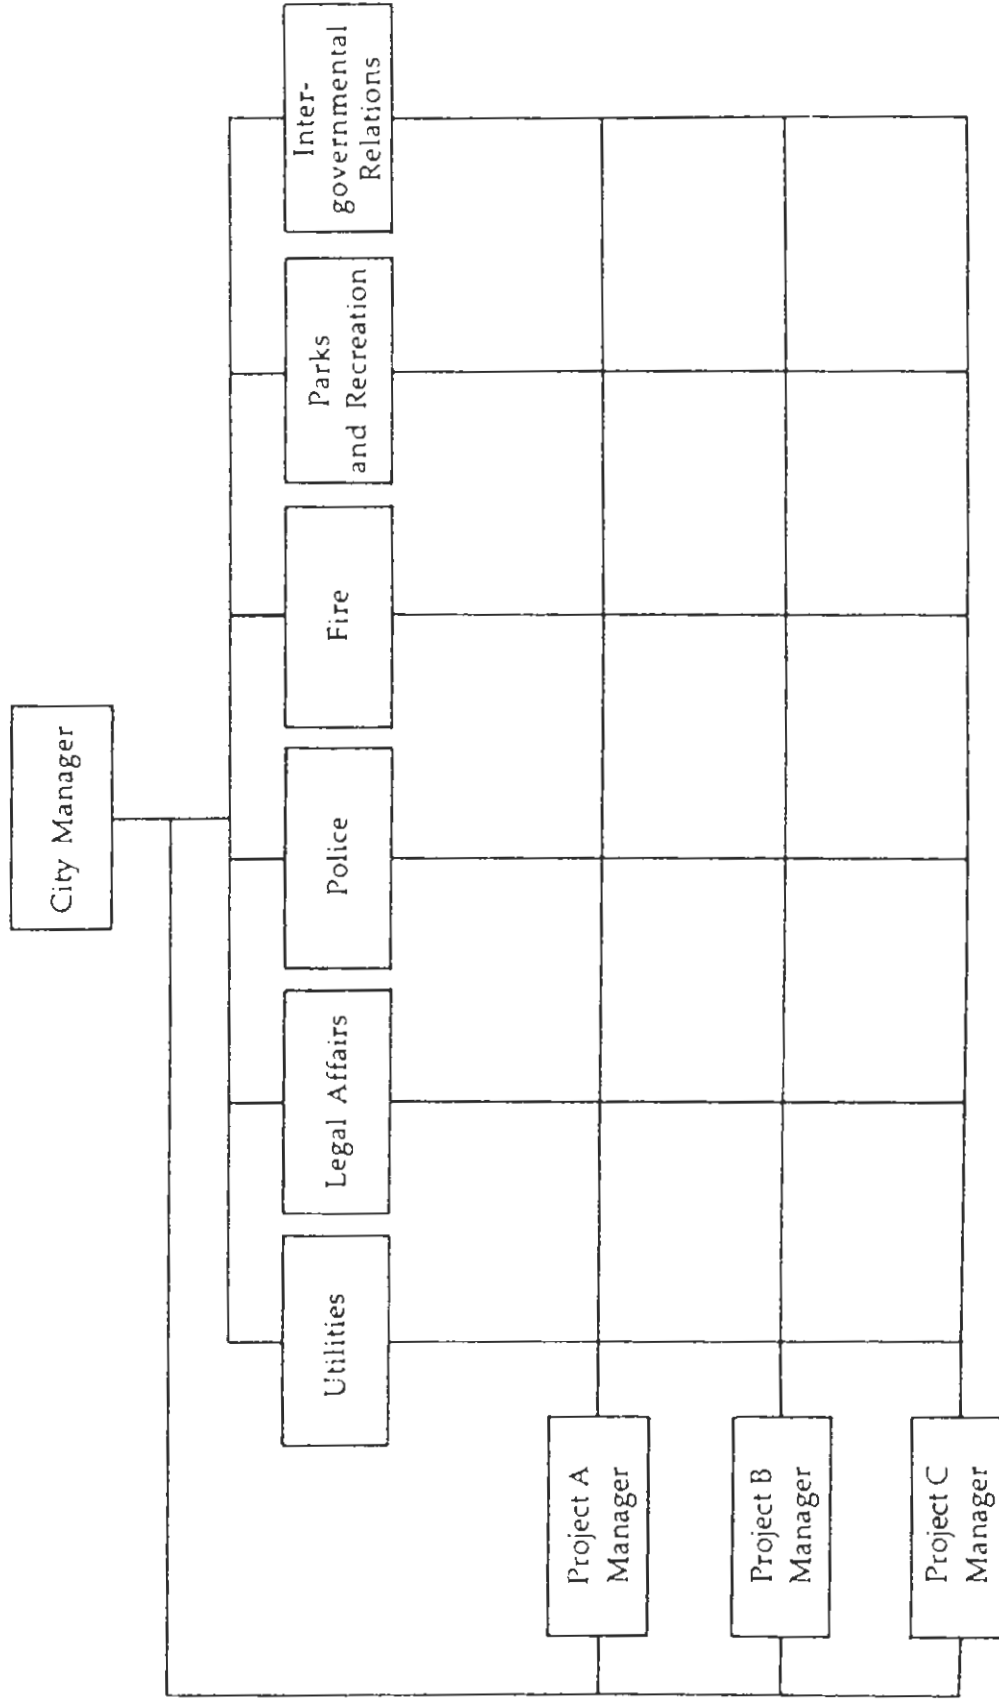 City Manager
Utilities
Legal Affairs
Police
Fire
Parks
and Recreation
Inter-
governmental
Relations
Project A
Manager
Project B
Manager
Project C
Manager